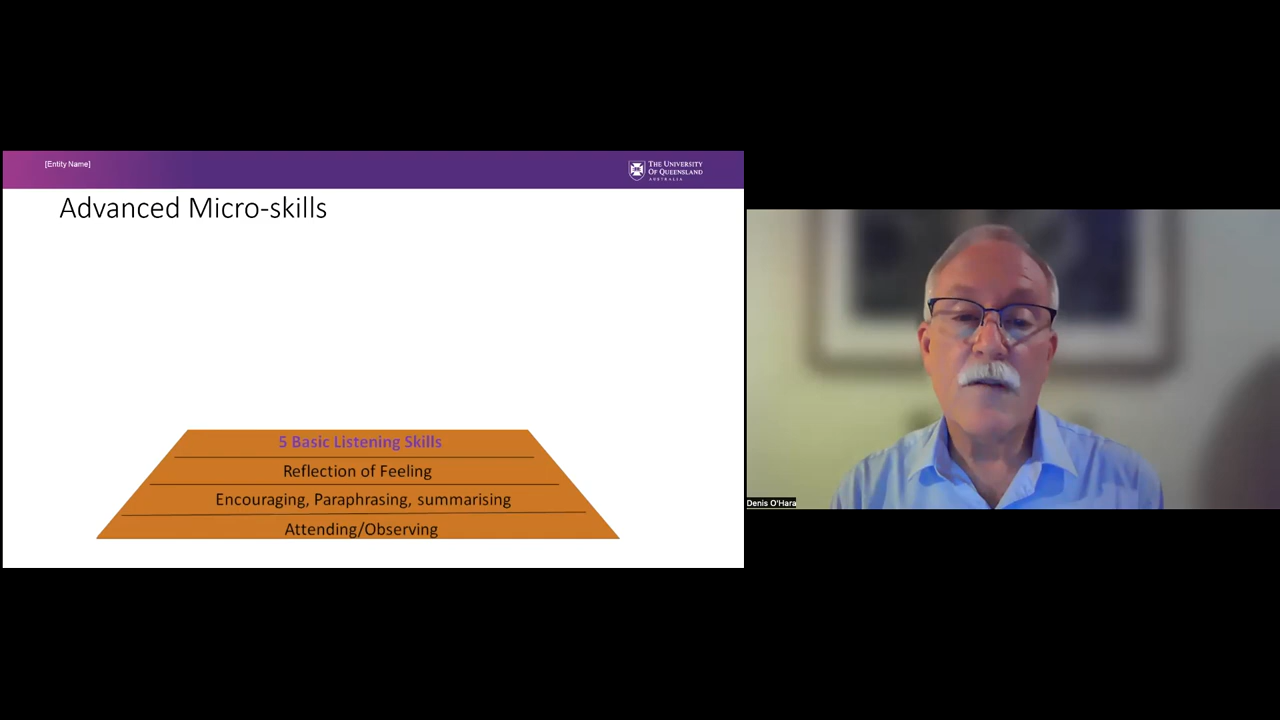 [Entity Name]
THE UNIVERSITY
OF QUEENSLAND
AUSTRALIA
Advanced Micro-skills
5 Basic Listening Skills
Reflection of Feeling
Encouraging, Paraphrasing, summarising
Attending/Observing
Denis O'Hara